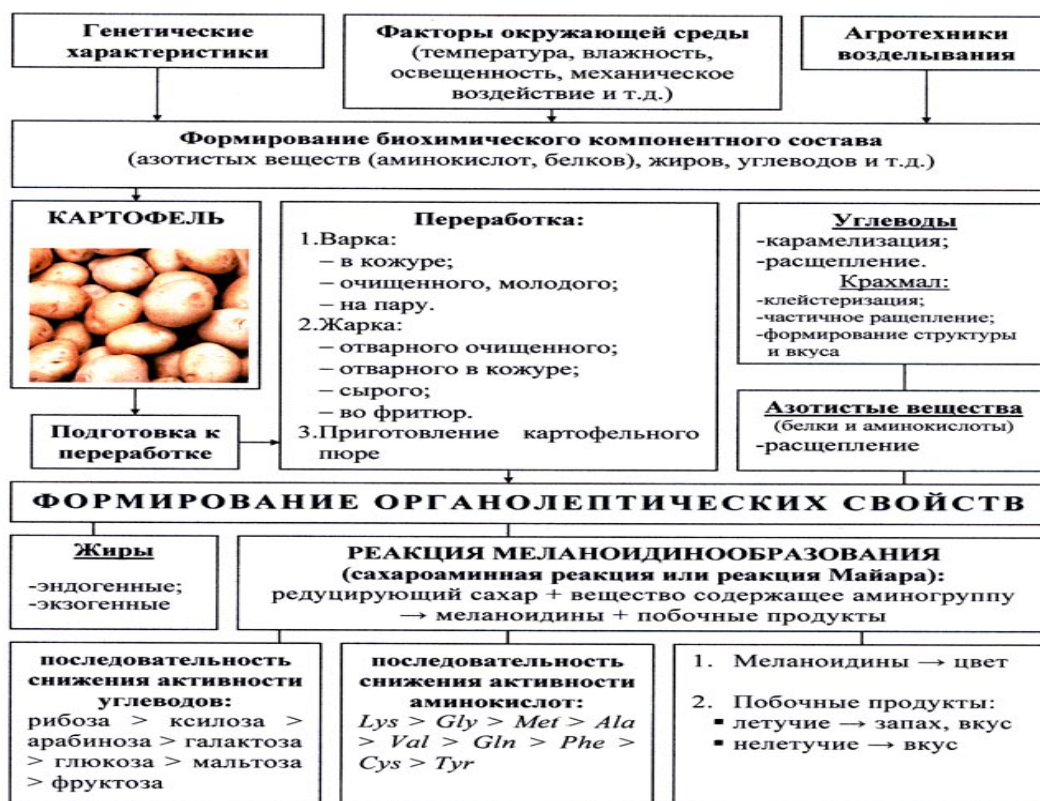 Генетические
характеристики
Факторы окружающей среды
(температура, влажность,
освещенность, механическое
воздействие и т.д.)
Агротехники
возделывания
Формирование биохимического компонентного состава
(азотистых веществ (аминокислот, белков), жиров, углеводов и т.д.)
КАРТОФЕЛЬ
Подготовка к
переработке
Переработка:
1.Варка:
– в кожуре;
– очищенного, молодого;
– на пару.
2.Жарка:
– отварного очищенного;
– отварного в кожуре;
– сырого;
– во фритюр.
3.Приготовление картофельного
пюре
Углеводы
-карамелизация;
-расщепление.
Крахмал:
-клейстеризация;
-частичное ращепление;
-формирование структуры
и вкуса
Азотистые вещества
(белки и аминокислоты)
-расщепление
ФОРМИРОВАНИЕ ОРГАНОЛЕПТИЧЕСКИХ СВОЙСТВ
Жиры
-эндогенные;
-экзогенные
РЕАКЦИЯ МЕЛАНОИДИНООБРАЗОВАНИЯ
(сахароаминная реакция или реакция Майара):
редуцирующий сахар + вещество содержащее аминогруппу
→ меланоидины + побочные продукты
последовательность
снижения активности
углеводов:
рибоза > ксилоза >
арабиноза > галактоза
> глюкоза > мальтоза
> фруктоза
последовательность
снижения активности
аминокислот:
Lys > Gly > Met > Ala
> Val > Gln > Phe >
Cys > Tyr
1. Меланоидины → цвет
2. Побочные продукты:
▪ летучие → запах, вкус
▪ нелетучие → вкус